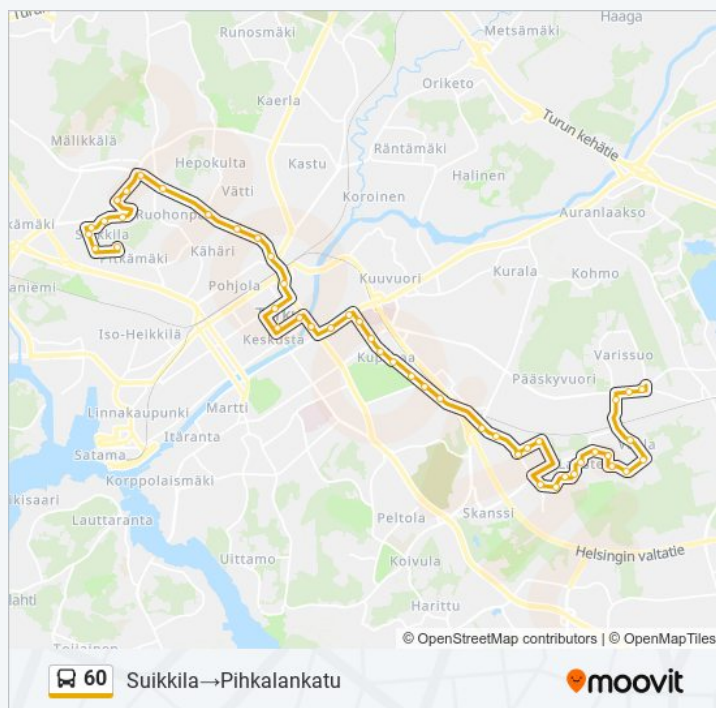 Turun
Haaga
Metsämäki
Runosmäki
Oriketo
Kaerla
Turun kehätie
Mälikkälä
Hepokulta
Kastu
Räntämäki
Halinen
Vätti
Koroinen
Ruohonpää
Auranlaakso
kämäki
Pitkämäki
Kähäri
Kuuvuori
Kurala
Kohmo
aniemi
Pohjola
Iso-Heikkilä
Keskusta
Kupittaa
Varissuo
Pääskyvuori
Linnakaupunki
Martti
Itäranta
Satama
Korppolaismäki
ikisaari
Lauttaranta
Peltola
Skanssi
Uittamo
Koivula
Helsingin valtatie
lähti
Harittu
© OpenStreetMap contributors | © OpenMapTiles
60 Suikkila→Pihkalankatu moovit